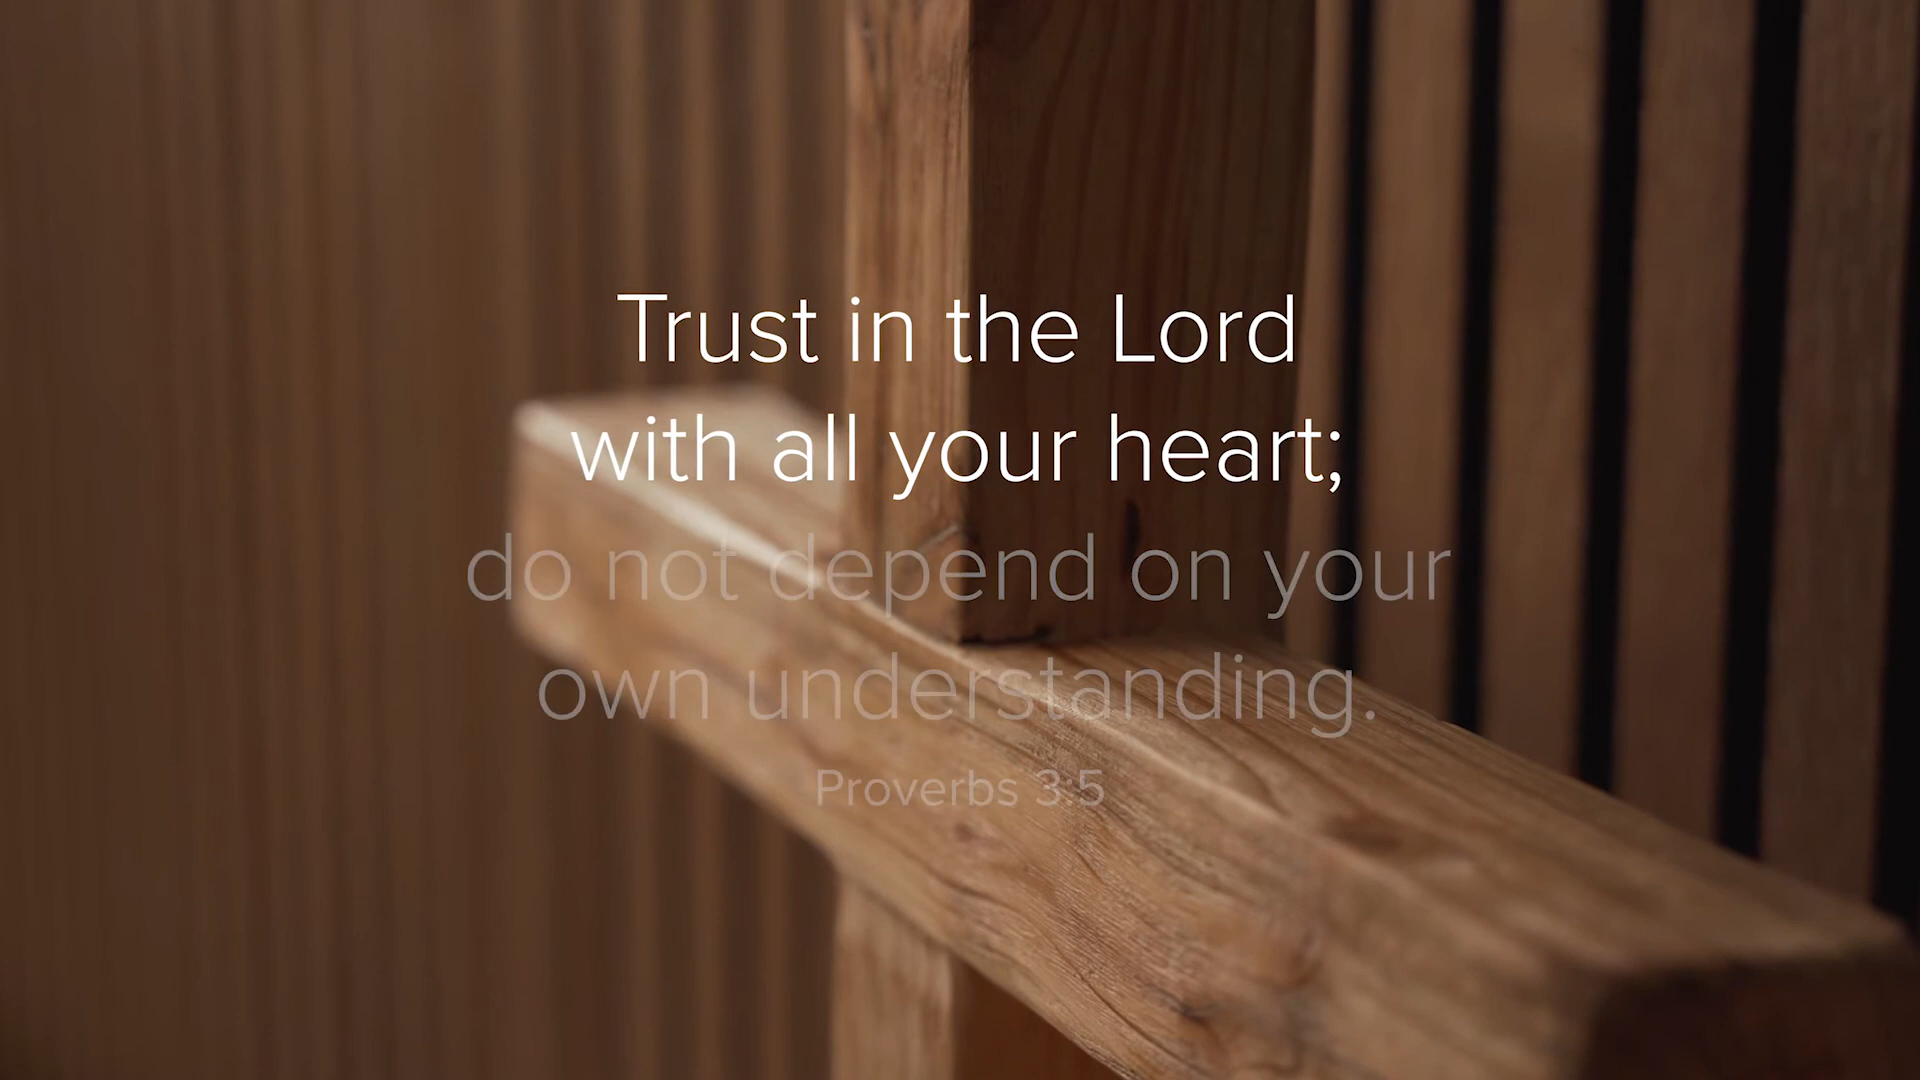 Trust in the Lord
with all your heart;
do not depend on your
own understanding.
Proverbs 3:5